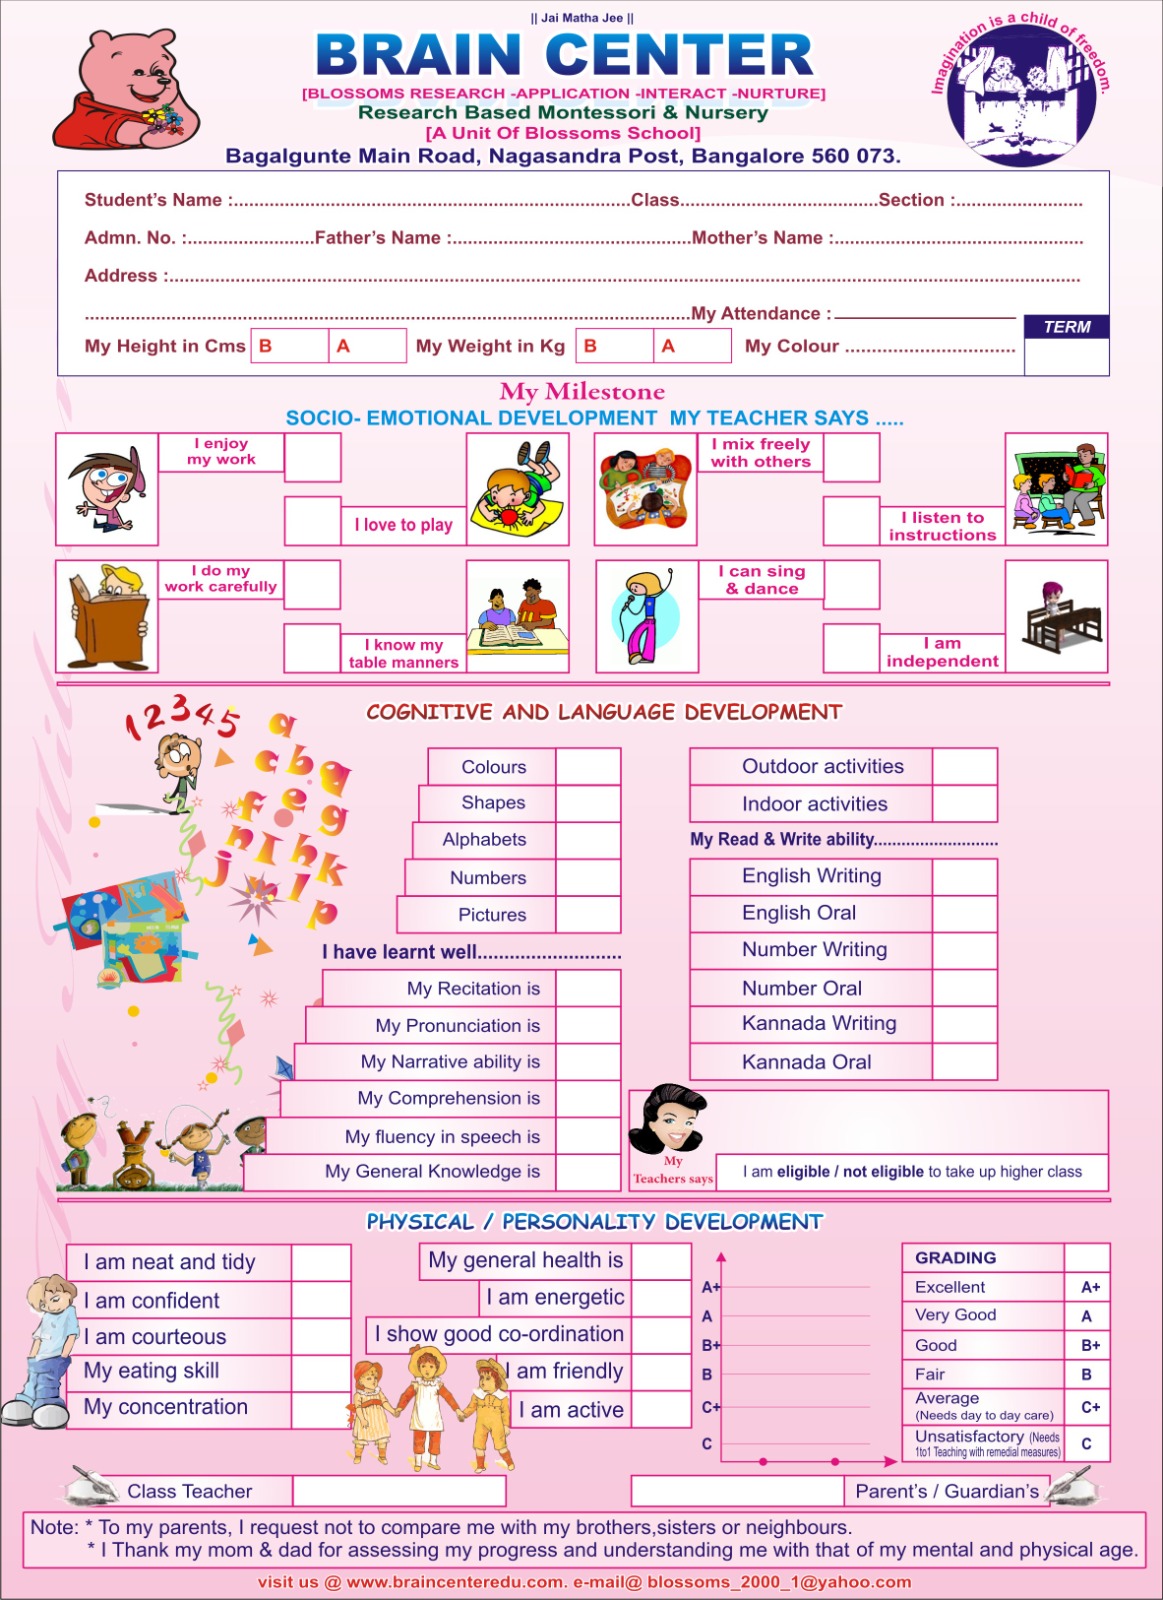 || Jai Matha Jee ||
BRAIN CENTER
[BLOSSOMS RESEARCH -APPLICATION -INTERACT -NURTURE]
Research Based Montessori & Nursery
[A Unit Of Blossoms School]
Bagalgunte Main Road, Nagasandra Post, Bangalore 560 073.
Imagination is a child of freedom.
Student's Name :.....................................................................Class...................................Section :......................
Admn. No. :......................Father's Name :..........................................Mother's Name :...........................................
Address :...............................................................................................................................................................
..........................................................................................................My Attendance :
My Height in Cms B A My Weight in Kg B A My Colour ..............................
TERM
My Milestone
SOCIO- EMOTIONAL DEVELOPMENT MY TEACHER SAYS .....
I enjoy
my work
I love to play
I mix freely
with others
I listen to
instructions
I do my
work carefully
I know my
table manners
I can sing
& dance
I am
independent
COGNITIVE AND LANGUAGE DEVELOPMENT
1 2 3 4 5
a
c b q
f e g
n l h k
j m l p
Colours
Shapes
Alphabets
Numbers
Pictures
I have learnt well...........................
My Recitation is
My Pronunciation is
My Narrative ability is
My Comprehension is
My fluency in speech is
My General Knowledge is
Outdoor activities
Indoor activities
My Read & Write ability...........................
English Writing
English Oral
Number Writing
Number Oral
Kannada Writing
Kannada Oral
My
Teachers says
I am eligible / not eligible to take up higher class
PHYSICAL / PERSONALITY DEVELOPMENT
I am neat and tidy
I am confident
I am courteous
My eating skill
My concentration
My general health is
I am energetic
I show good co-ordination
I am friendly
I am active
A+
A
B+
B
C+
C
GRADING
Excellent A+
Very Good A
Good B+
Fair B
Average
(Needs day to day care) C+
Unsatisfactory (Needs
1to1 Teaching with remedial measures) C
Class Teacher
Parent's / Guardian's
Note: * To my parents, I request not to compare me with my brothers,sisters or neighbours.
* I Thank my mom & dad for assessing my progress and understanding me with that of my mental and physical age.
visit us @ www.braincenteredu.com. e-mail@ blossoms_2000_1@yahoo.com